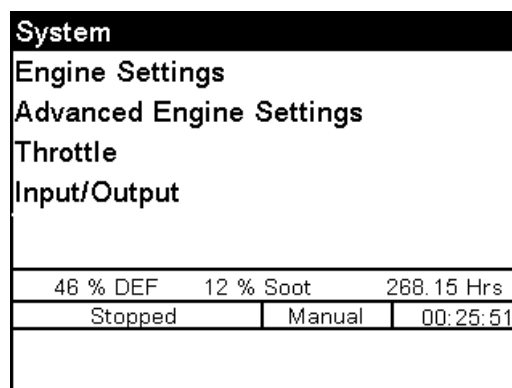 System
Engine Settings
Advanced Engine Settings
Throttle
Input/Output
46 % DEF 12 % Soot 268.15 Hrs
Stopped Manual 00:25:51